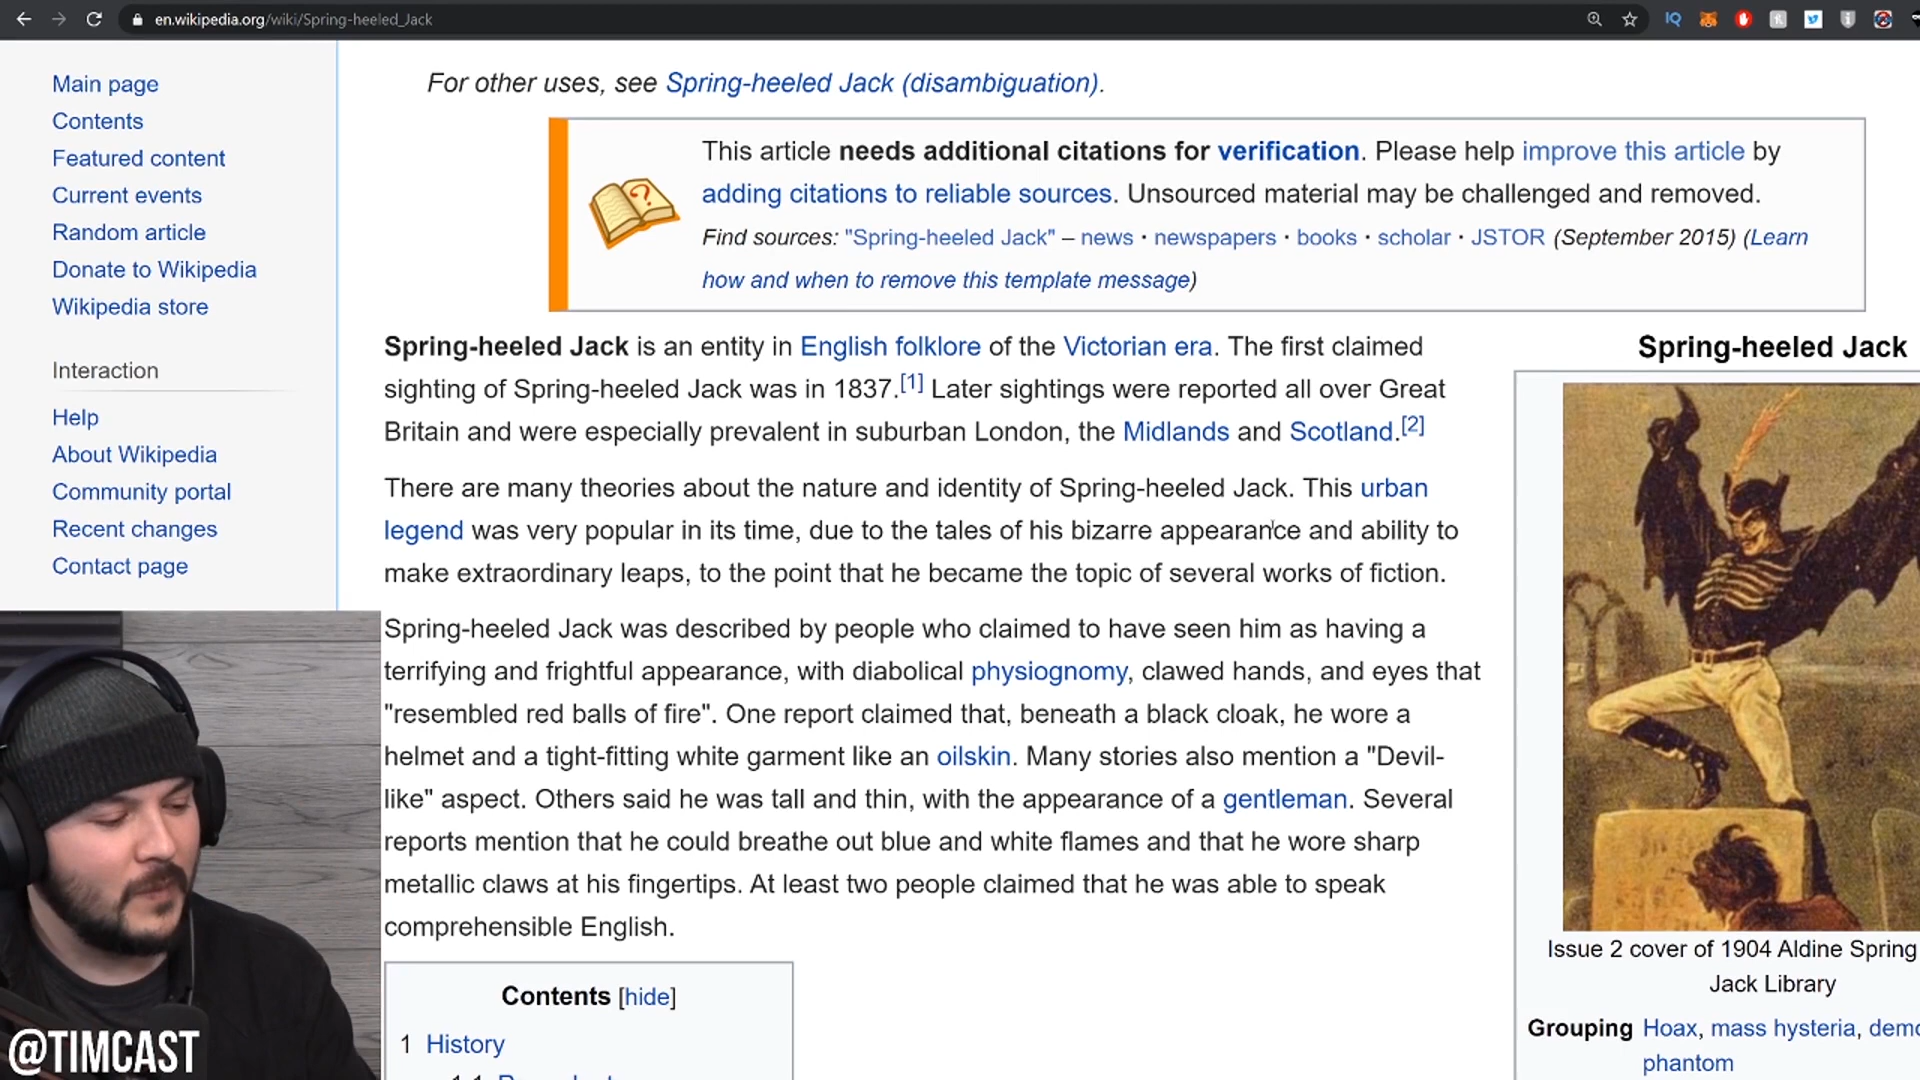 en.wikipedia.org/wiki/Spring-heeled_Jack
IQ
Main page
Contents
Featured content
Current events
Random article
Donate to Wikipedia
Wikipedia store
Interaction
Help
About Wikipedia
Community portal
Recent changes
Contact page
For other uses, see Spring-heeled Jack (disambiguation).
This article needs additional citations for verification. Please help improve this article by
adding citations to reliable sources. Unsourced material may be challenged and removed.
Find sources: "Spring-heeled Jack" – news · newspapers · books · scholar · JSTOR (September 2015) (Learn
how and when to remove this template message)
Spring-heeled Jack is an entity in English folklore of the Victorian era. The first claimed
sighting of Spring-heeled Jack was in 1837.[1] Later sightings were reported all over Great
Britain and were especially prevalent in suburban London, the Midlands and Scotland.[2]
There are many theories about the nature and identity of Spring-heeled Jack. This urban
legend was very popular in its time, due to the tales of his bizarre appearance and ability to
make extraordinary leaps, to the point that he became the topic of several works of fiction.
Spring-heeled Jack was described by people who claimed to have seen him as having a
terrifying and frightful appearance, with diabolical physiognomy, clawed hands, and eyes that
"resembled red balls of fire". One report claimed that, beneath a black cloak, he wore a
helmet and a tight-fitting white garment like an oilskin. Many stories also mention a "Devil-
like" aspect. Others said he was tall and thin, with the appearance of a gentleman. Several
reports mention that he could breathe out blue and white flames and that he wore sharp
metallic claws at his fingertips. At least two people claimed that he was able to speak
comprehensible English.
Contents [hide]
1 History
Spring-heeled Jack
Issue 2 cover of 1904 Aldine Spring
Jack Library
Grouping Hoax, mass hysteria, demo
phantom
@TIMCAST